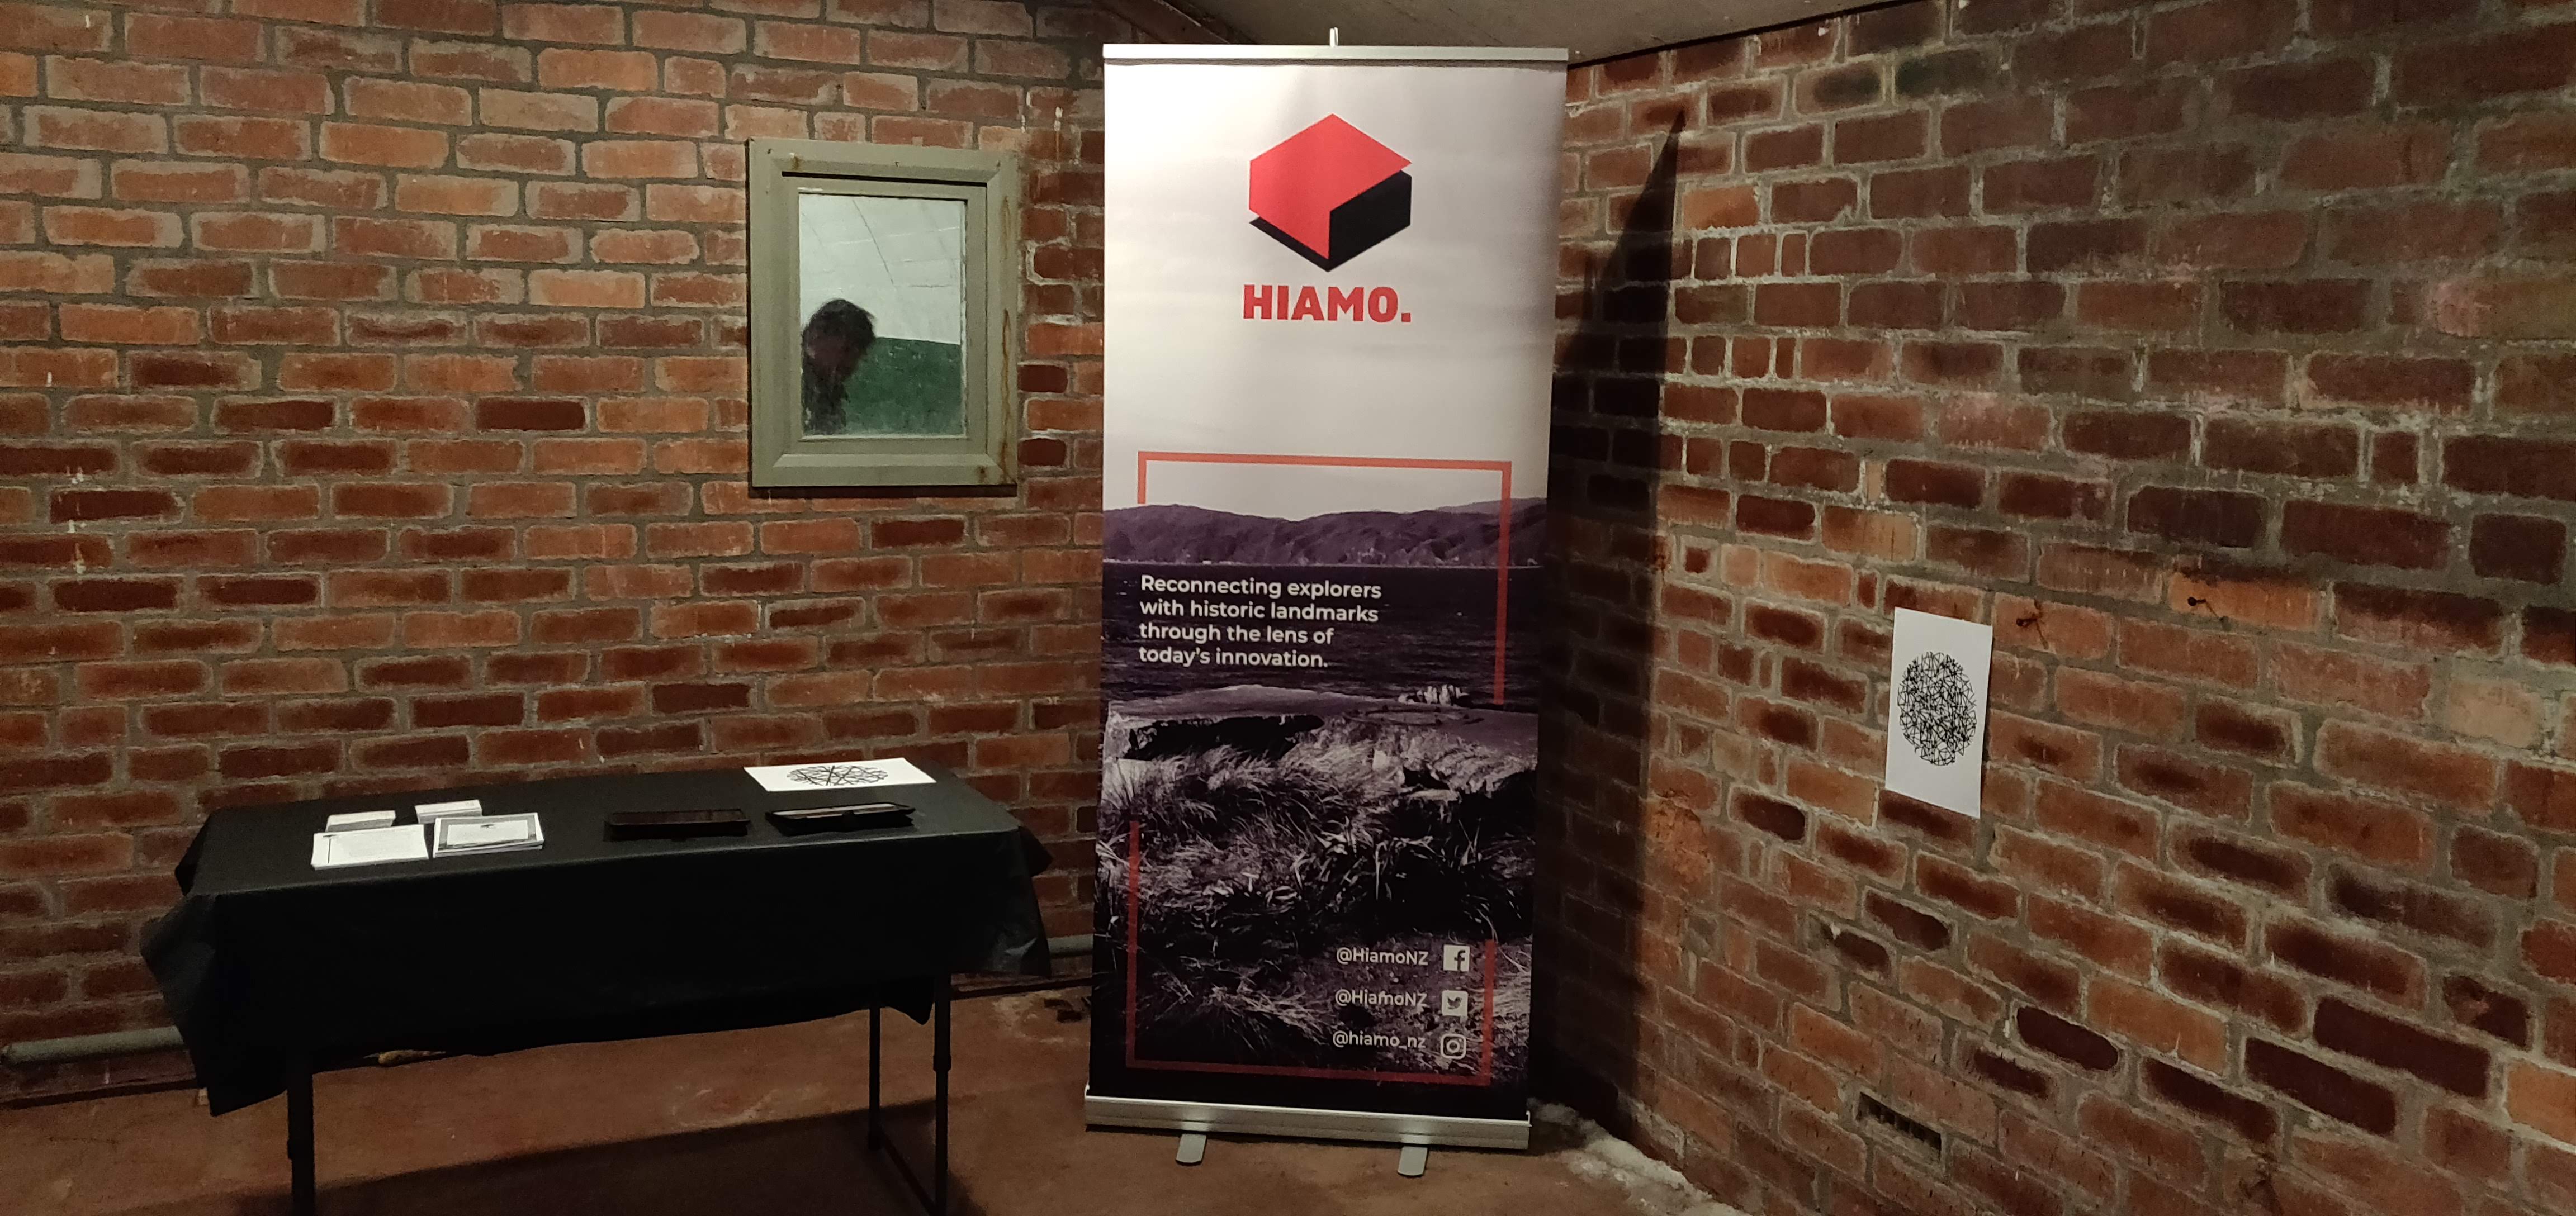 HIAMO.
Reconnecting explorers
with historic landmarks
through the lens of
today's innovation.
@HiamoNZ
@HiamoNZ
@hiamo_nz